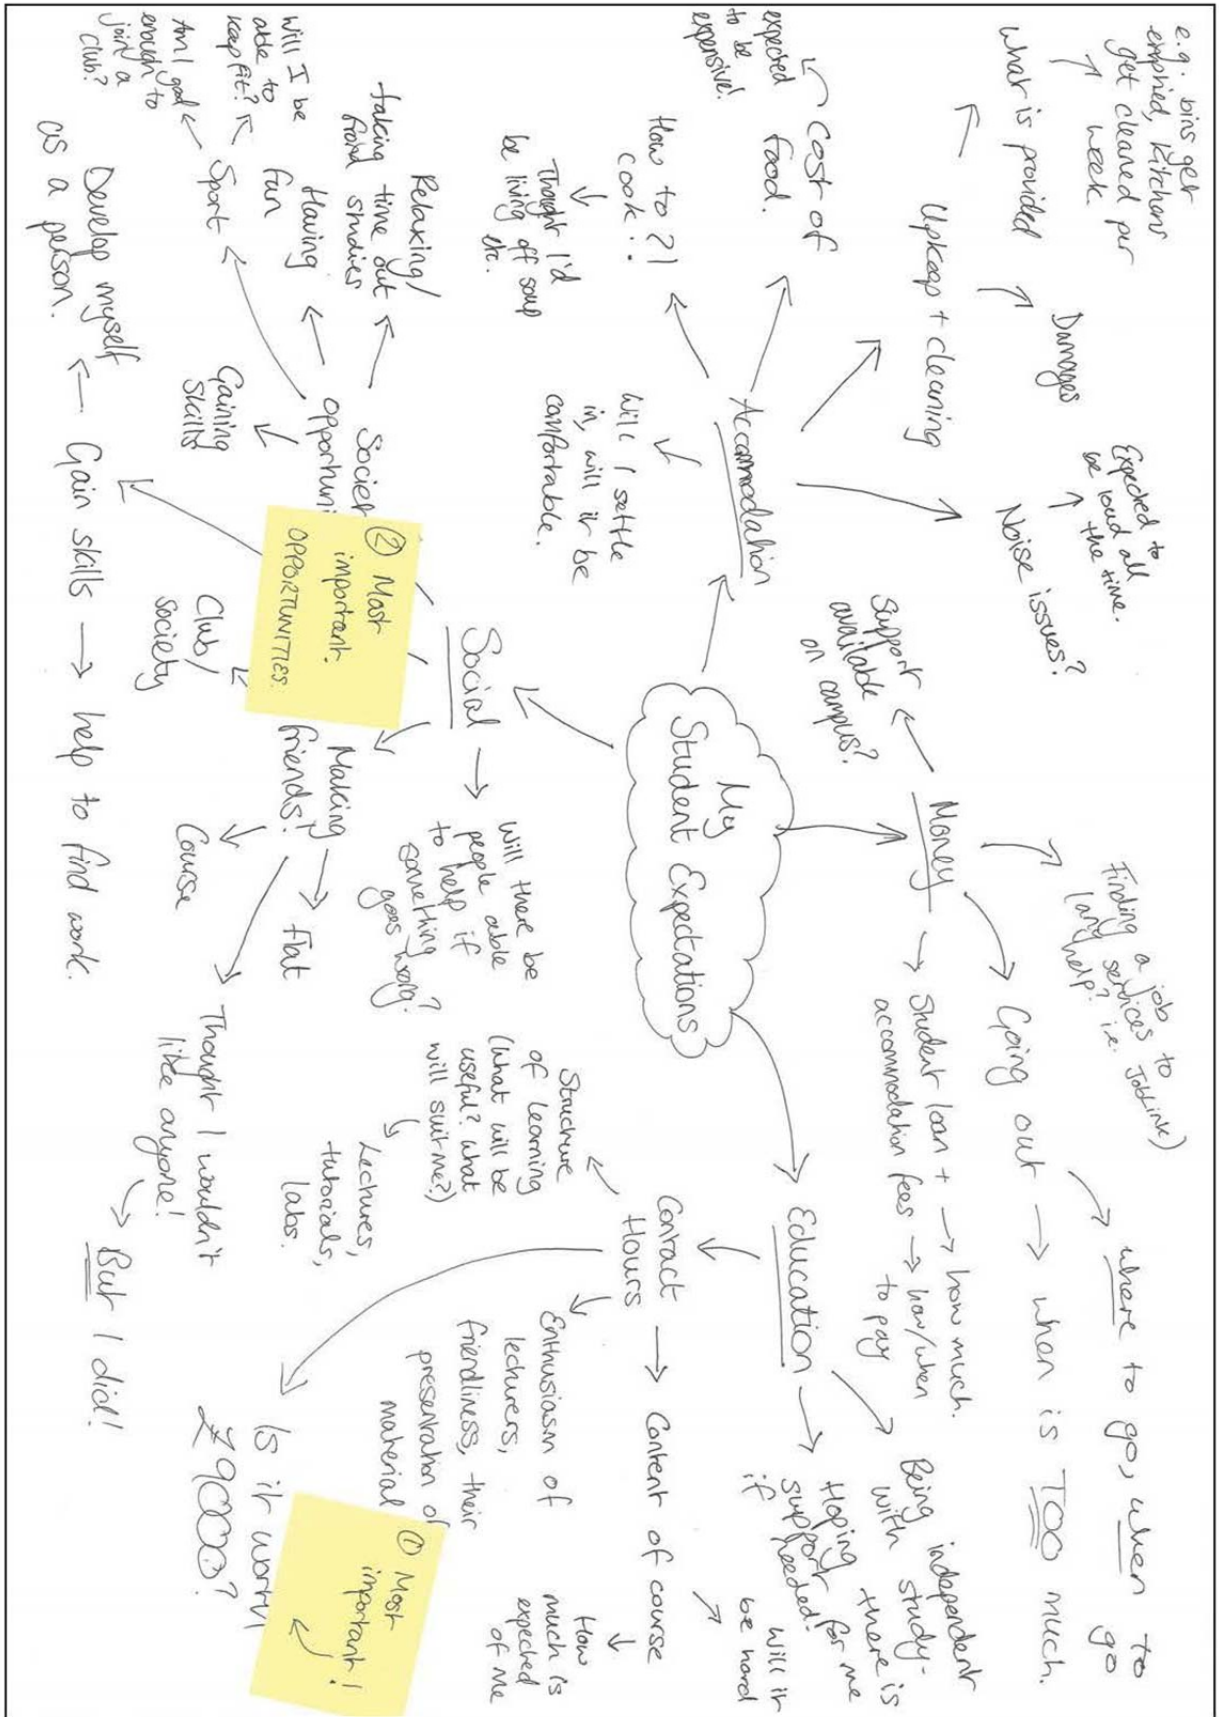 My
Student Expectations
Accommodation
Cost of
food.
expected
to be
expensive!
How to??!
cook!!
Thought I'd
be living off soup
etc.
Will I settle
in, will it be
comfortable.
Upkeep + cleaning
What is provided
e.g. bins get
emptied, kitchens
get cleaned per
week.
Damages
Noise issues?
Expected to
be loud all
the time.
Money
Support
available
on campus?
Finding a job
(any services to
help? i.e. JobLink)
Going out → when is TOO much.
where to go, when to
go
Student loan + → how much.
accommodation fees → how/when
to pay
Education
Being independent
with study-
Hoping there is
support for me
if needed.
Contact
Hours → Content of course
Will it
be hard
How
much is
expected
of me
Structure
of learning
(What will be
useful? what
will suit me?)
Lectures,
tutorials,
labs.
Enthusiasm of
lecturers,
friendliness, their
presentation of
material
Is it worth
£9000?
① Most
important!
Social
Will there be
people able
to help if
something
goes wrong?
Making
friends?
Flat
Course
Club/
society
Thought I wouldn't
like anyone!
But I did!
② Most
important.
OPPORTUNITIES.
Societ
opportuni
Relaxing/
taking time out
from studies
Having
fun
Sport
Will I be
able to
keep fit?
Am I good
enough to
join a
club?
Gaining
skills
Gain skills → help to find work.
Develop myself
as a person.